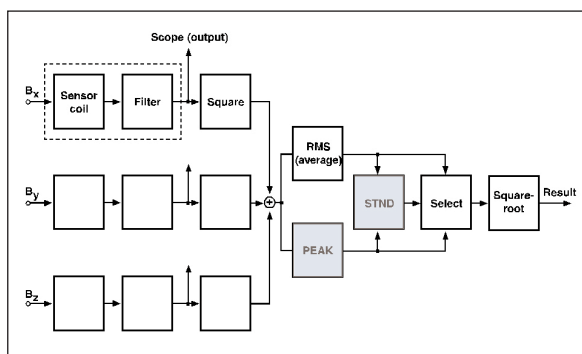 Scope (output)
Bx
Sensor
coil
Filter
Square
RMS
(average)
By
STND
Select
Square-
root
Result
PEAK
Bz